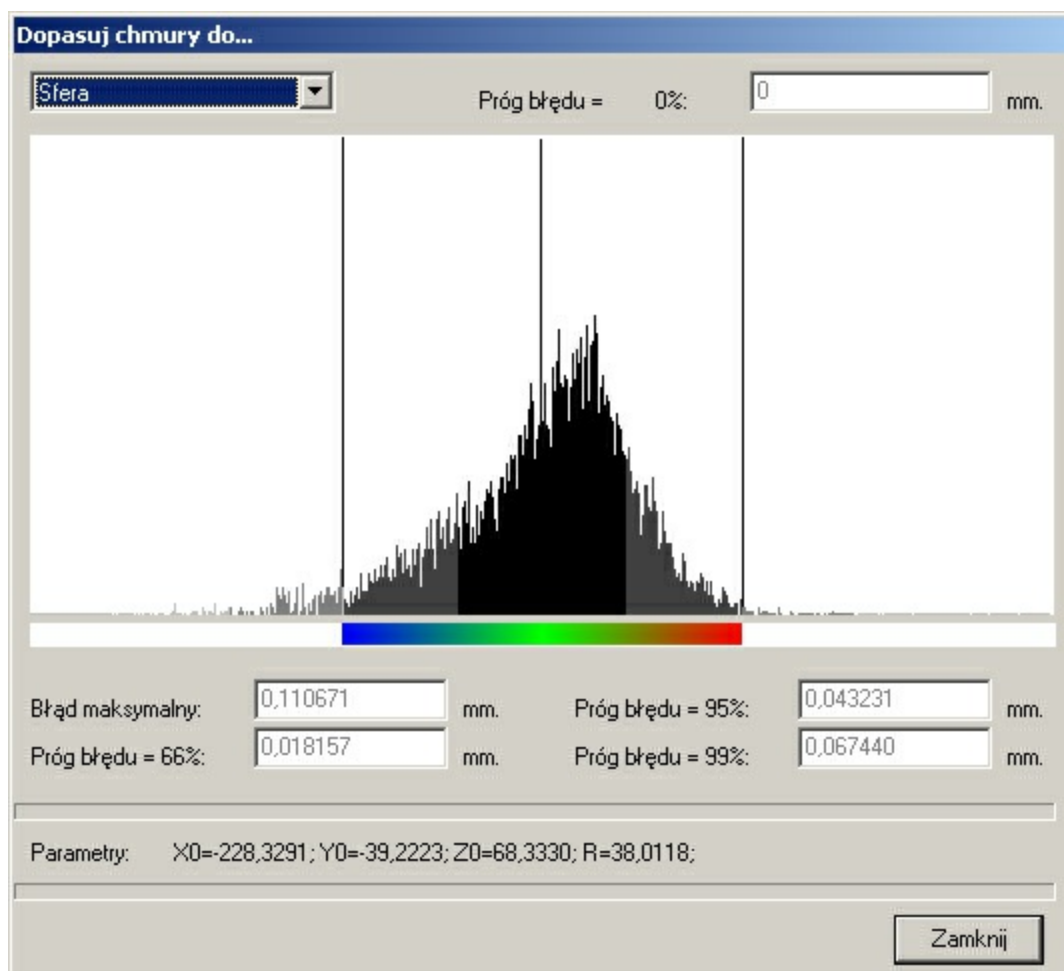 Dopasuj chmury do...
Sfera
Próg błędu = 0%: 0 mm.
Błąd maksymalny: 0,110671 mm. Próg błędu = 95%: 0,043231 mm.
Próg błędu = 66%: 0,018157 mm. Próg błędu = 99%: 0,067440 mm.
Parametry: X0=-228,3291; Y0=-39,2223; Z0=68,3330; R=38,0118;
Zamknij